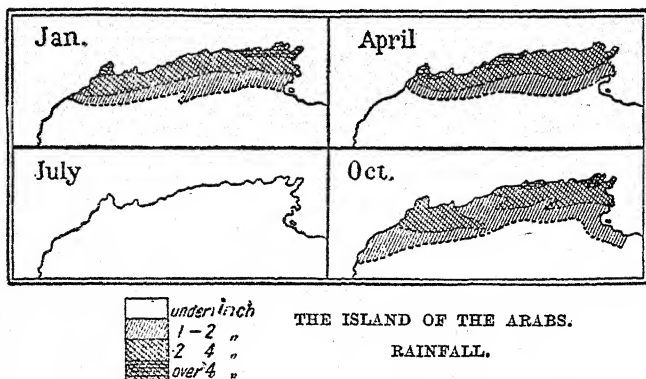 Jan.
April
July
Oct.
under 1 inch
1-2 "
2 4 "
over 4 "
THE ISLAND OF THE ARABS.
RAINFALL.